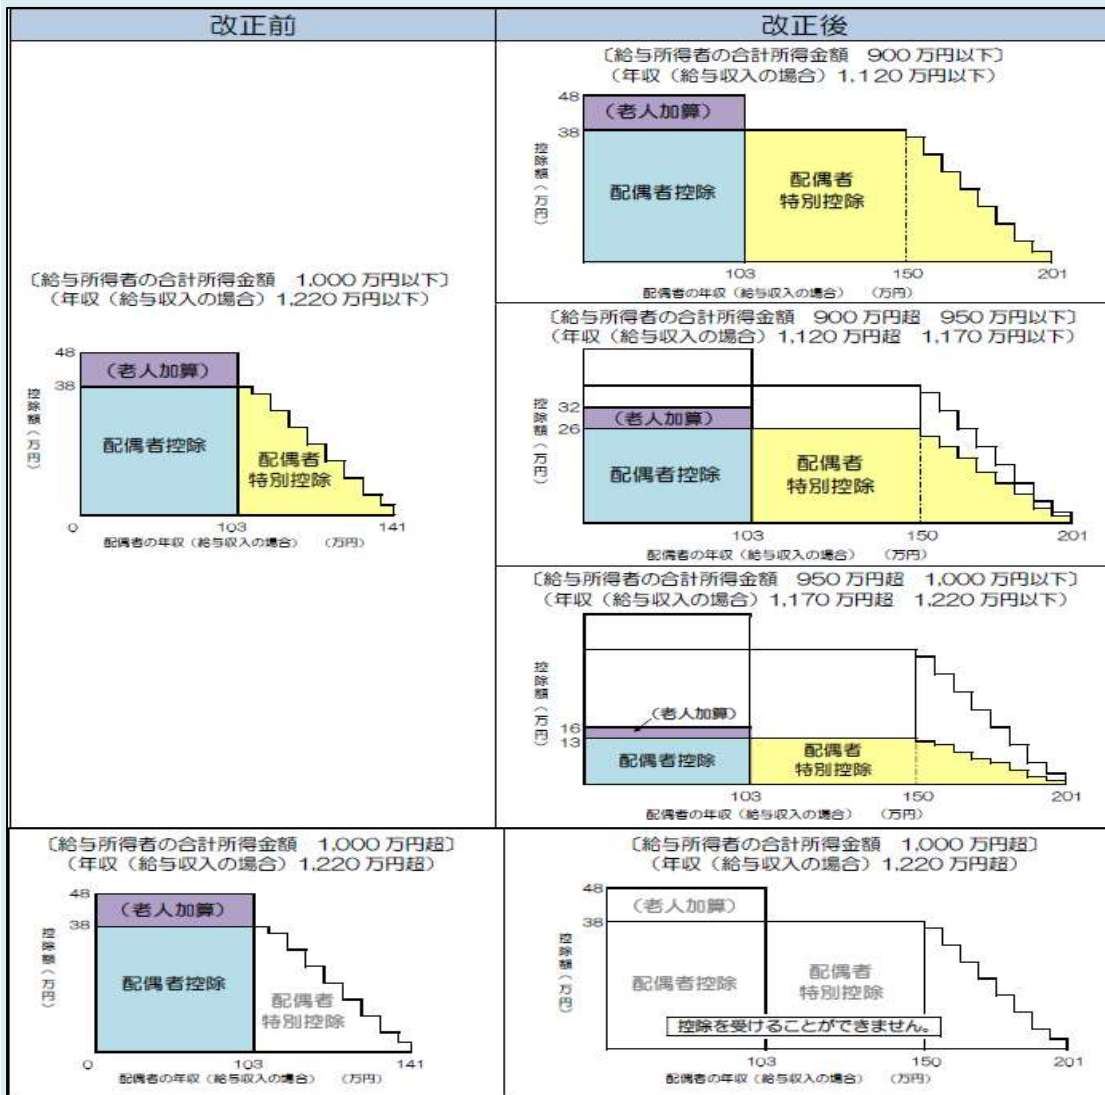 改正前
〔給与所得者の合計所得金額　1,000万円以下〕
（年収（給与収入の場合）1,220万円以下）
48
38
控除額（万円）
（老人加算）
配偶者控除
配偶者
特別控除
0
103
141
配偶者の年収（給与収入の場合）　（万円）
改正後
〔給与所得者の合計所得金額　900万円以下〕
（年収（給与収入の場合）1,120万円以下）
48
38
控除額（万円）
（老人加算）
配偶者控除
配偶者
特別控除
103
150
201
配偶者の年収（給与収入の場合）　（万円）
〔給与所得者の合計所得金額　900万円超　950万円以下〕
（年収（給与収入の場合）1,120万円超　1,170万円以下）
控除額（万円）
32
26
（老人加算）
配偶者控除
配偶者
特別控除
103
150
201
配偶者の年収（給与収入の場合）　（万円）
〔給与所得者の合計所得金額　950万円超　1,000万円以下〕
（年収（給与収入の場合）1,170万円超　1,220万円以下）
控除額（万円）
16
13
（老人加算）
配偶者控除
配偶者
特別控除
103
150
201
配偶者の年収（給与収入の場合）　（万円）
〔給与所得者の合計所得金額　1,000万円超〕
（年収（給与収入の場合）1,220万円超）
48
38
控除額（万円）
（老人加算）
配偶者控除
配偶者
特別控除
0
103
141
配偶者の年収（給与収入の場合）　（万円）
〔給与所得者の合計所得金額　1,000万円超〕
（年収（給与収入の場合）1,220万円超）
48
38
控除額（万円）
（老人加算）
配偶者控除
配偶者
特別控除
控除を受けることができません。
103
150
201
配偶者の年収（給与収入の場合）　（万円）